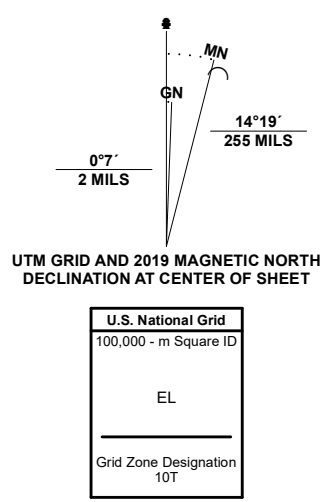 MN
GN
14°19´
255 MILS
0°7´
2 MILS
UTM GRID AND 2019 MAGNETIC NORTH
DECLINATION AT CENTER OF SHEET
U.S. National Grid
100,000 - m Square ID
EL
Grid Zone Designation
10T